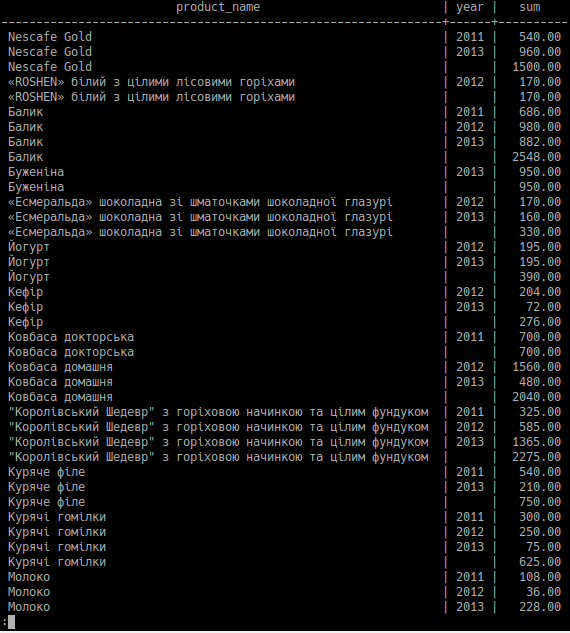 product_name | year | sum
-------------------------------------------------------------+------+----------
Nescafe Gold | 2011 | 540.00
Nescafe Gold | 2013 | 960.00
Nescafe Gold | | 1500.00
«ROSHEN» білий з цілими лісовими горіхами | 2012 | 170.00
«ROSHEN» білий з цілими лісовими горіхами | | 170.00
Балик | 2011 | 686.00
Балик | 2012 | 980.00
Балик | 2013 | 882.00
Балик | | 2548.00
Буженіна | 2013 | 950.00
Буженіна | | 950.00
«Есмеральда» шоколадна зі шматочками шоколадної глазурі | 2012 | 170.00
«Есмеральда» шоколадна зі шматочками шоколадної глазурі | 2013 | 160.00
«Есмеральда» шоколадна зі шматочками шоколадної глазурі | | 330.00
Йогурт | 2012 | 195.00
Йогурт | 2013 | 195.00
Йогурт | | 390.00
Кефір | 2012 | 204.00
Кефір | 2013 | 72.00
Кефір | | 276.00
Ковбаса докторська | 2011 | 700.00
Ковбаса докторська | | 700.00
Ковбаса домашня | 2012 | 1560.00
Ковбаса домашня | 2013 | 480.00
Ковбаса домашня | | 2040.00
"Королівський Шедевр" з горіховою начинкою та цілим фундуком | 2011 | 325.00
"Королівський Шедевр" з горіховою начинкою та цілим фундуком | 2012 | 585.00
"Королівський Шедевр" з горіховою начинкою та цілим фундуком | 2013 | 1365.00
"Королівський Шедевр" з горіховою начинкою та цілим фундуком | | 2275.00
Куряче філе | 2011 | 540.00
Куряче філе | 2013 | 210.00
Куряче філе | | 750.00
Курячі гомілки | 2011 | 300.00
Курячі гомілки | 2012 | 250.00
Курячі гомілки | 2013 | 75.00
Курячі гомілки | | 625.00
Молоко | 2011 | 108.00
Молоко | 2012 | 36.00
Молоко | 2013 | 228.00
: